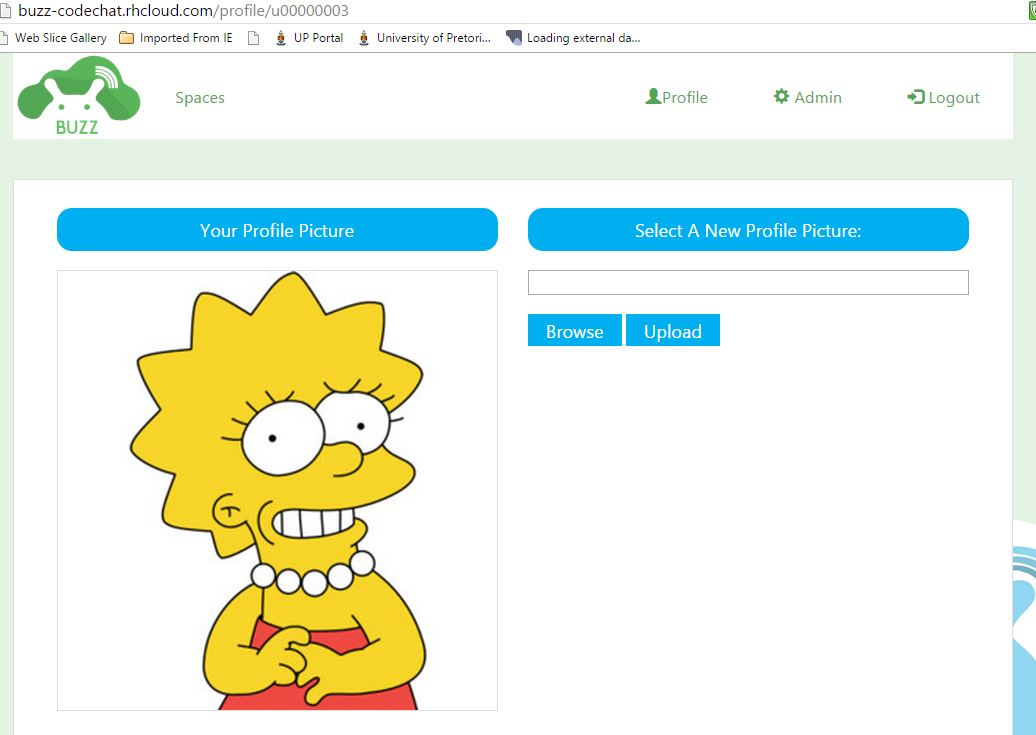 buzz-codechat.rhcloud.com/profile/u00000003
Web Slice Gallery Imported From IE UP Portal University of Pretori... Loading external da...
BUZZ Spaces Profile Admin Logout
Your Profile Picture Select A New Profile Picture:
Browse Upload